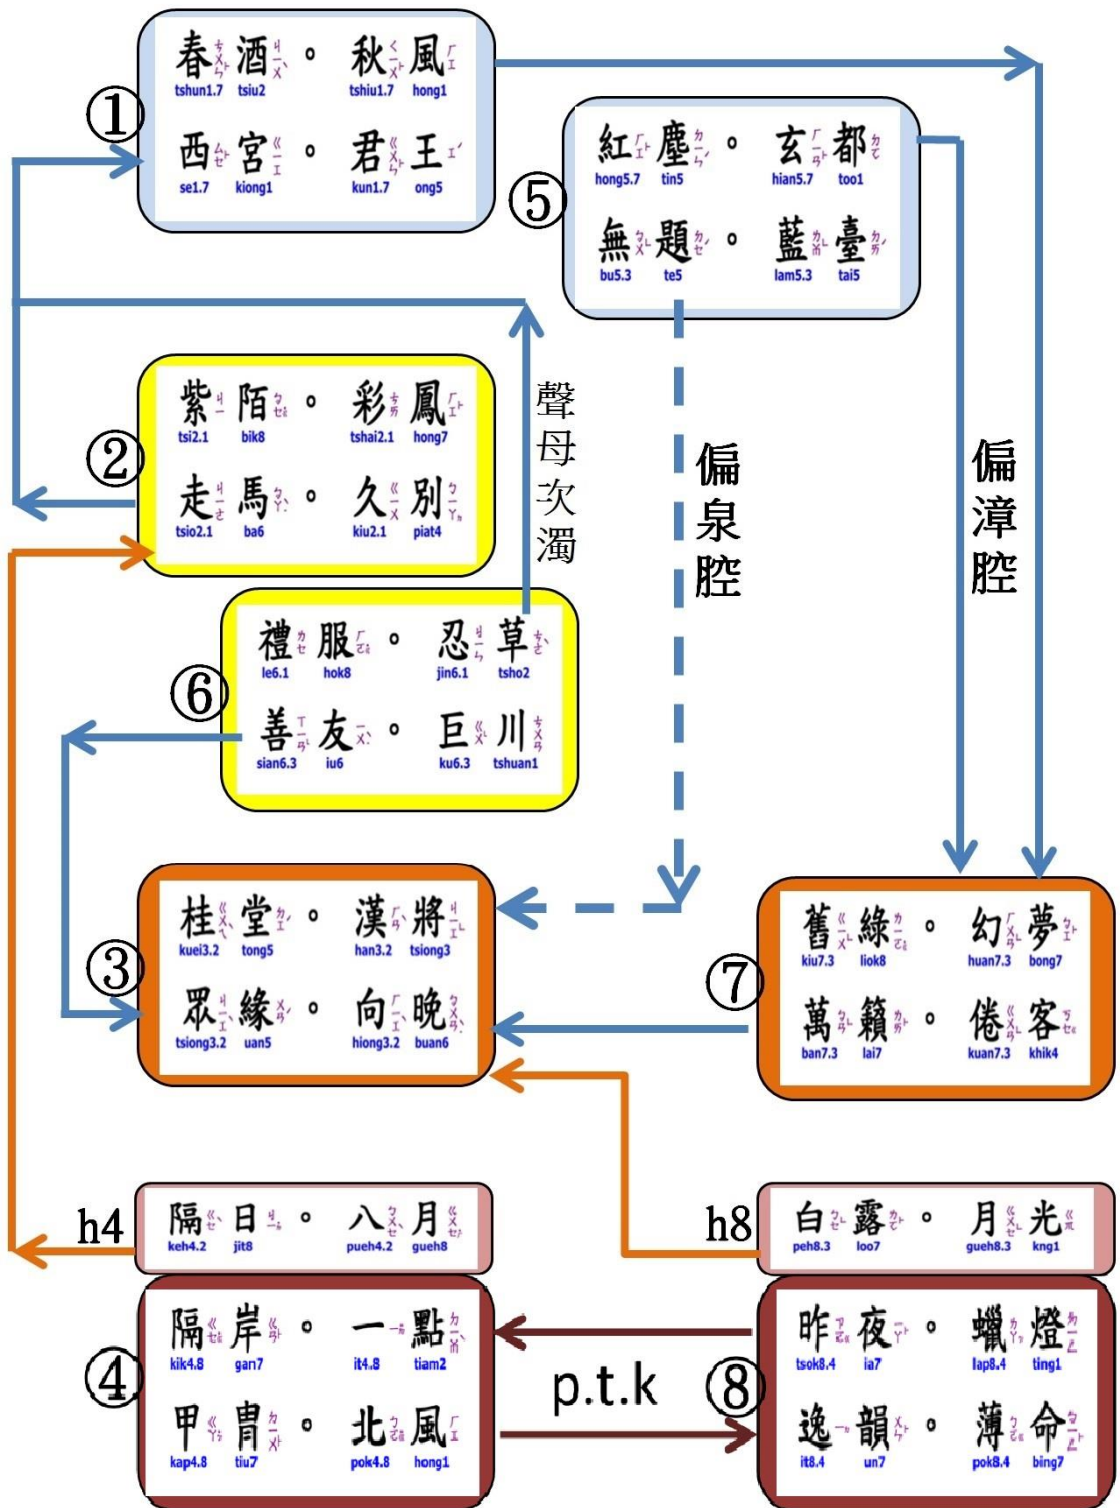 ①
春酒。 秋風
tshun1.7 tsiu2 tshiu1.7 hong1
西宮。 君王
se1.7 kiong1 kun1.7 ong5
⑤
紅塵。 玄都
hong5.7 tin5 hian5.7 too1
無題。 藍臺
bu5.3 te5 lam5.3 tai5
②
紫陌。 彩鳳
tsi2.1 bik8 tshai2.1 hong7
走馬。 久別
tsio2.1 ba6 kiu2.1 piat4
聲母次濁
偏泉腔
偏漳腔
⑥
禮服。 忍草
le6.1 hok8 jin6.1 tsho2
善友。 巨川
sian6.3 iu6 ku6.3 tshuan1
③
桂堂。 漢將
kuei3.2 tong5 han3.2 tsiong3
眾緣。 向晚
tsiong3.2 uan5 hiong3.2 buan6
⑦
舊綠。 幻夢
kiu7.3 liok8 huan7.3 bong7
萬籟。 倦客
ban7.3 lai7 kuan7.3 khik4
h4
隔日。 八月
keh4.2 jit8 pueh4.2 gueh8
h8
白露。 月光
peh8.3 loo7 gueh8.3 kng1
④
隔岸。 一點
kik4.8 gan7 it4.8 tiam2
甲冑。 北風
kap4.8 tiu7 pok4.8 hong1
p.t.k
⑧
昨夜。 蠟燈
tsok8.4 ia7 lap8.4 ting1
逸韻。 薄命
it8.4 un7 pok8.4 bing7